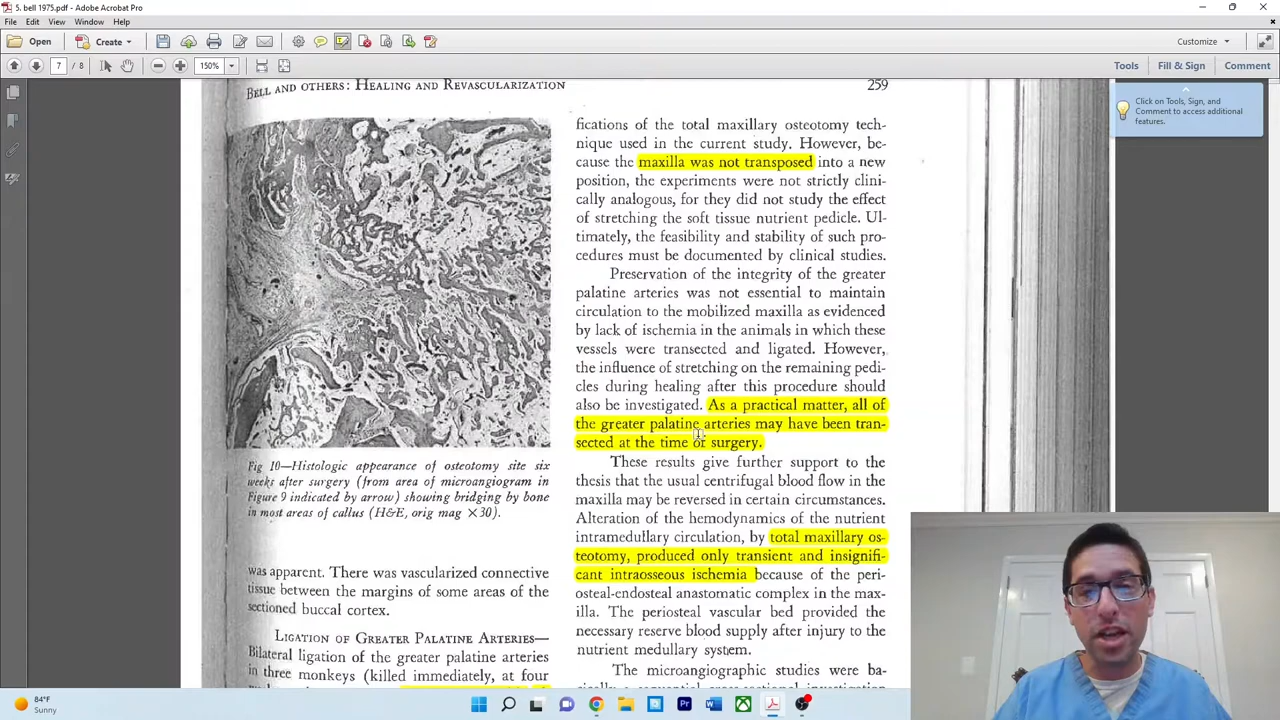 5. bell 1975.pdf - Adobe Acrobat Pro
File Edit View Window Help
Open Create Customize
7 / 8 150% Tools Fill & Sign Comment
BELL AND OTHERS: HEALING AND REVASCULARIZATION 259
Click on Tools, Sign, and
Comment to access additional
features.
Fig 10—Histologic appearance of osteotomy site six
weeks after surgery (from area of microangiogram in
Figure 9 indicated by arrow) showing bridging by bone
in most areas of callus (H&E, orig mag ×30).
was apparent. There was vascularized connective
tissue between the margins of some areas of the
sectioned buccal cortex.
LIGATION OF GREATER PALATINE ARTERIES—
Bilateral ligation of the greater palatine arteries
in three monkeys (killed immediately, at four
fications of the total maxillary osteotomy tech-
nique used in the current study. However, be-
cause the maxilla was not transposed into a new
position, the experiments were not strictly clini-
cally analogous, for they did not study the effect
of stretching the soft tissue nutrient pedicle. Ul-
timately, the feasibility and stability of such pro-
cedures must be documented by clinical studies.
Preservation of the integrity of the greater
palatine arteries was not essential to maintain
circulation to the mobilized maxilla as evidenced
by lack of ischemia in the animals in which these
vessels were transected and ligated. However,
the influence of stretching on the remaining pedi-
cles during healing after this procedure should
also be investigated. As a practical matter, all of
the greater palatine arteries may have been tran-
sected at the time of surgery.
These results give further support to the
thesis that the usual centrifugal blood flow in the
maxilla may be reversed in certain circumstances.
Alteration of the hemodynamics of the nutrient
intramedullary circulation, by total maxillary os-
teotomy, produced only transient and insignifi-
cant intraosseous ischemia because of the peri-
osteal-endosteal anastomatic complex in the max-
illa. The periosteal vascular bed provided the
necessary reserve blood supply after injury to the
nutrient medullary system.
The microangiographic studies were ba-
84°F
Sunny